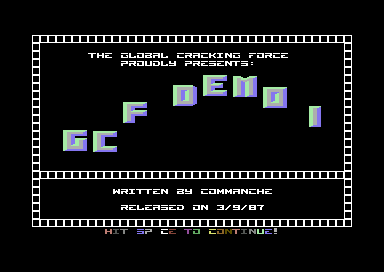 THE GLOBAL CRACKING FORCE
PROUDLY PRESENTS:
GCF DEMO I
WRITTEN BY COMMANCHE
RELEASED ON 3/9/87
HIT SP CE TO CONTINUE!